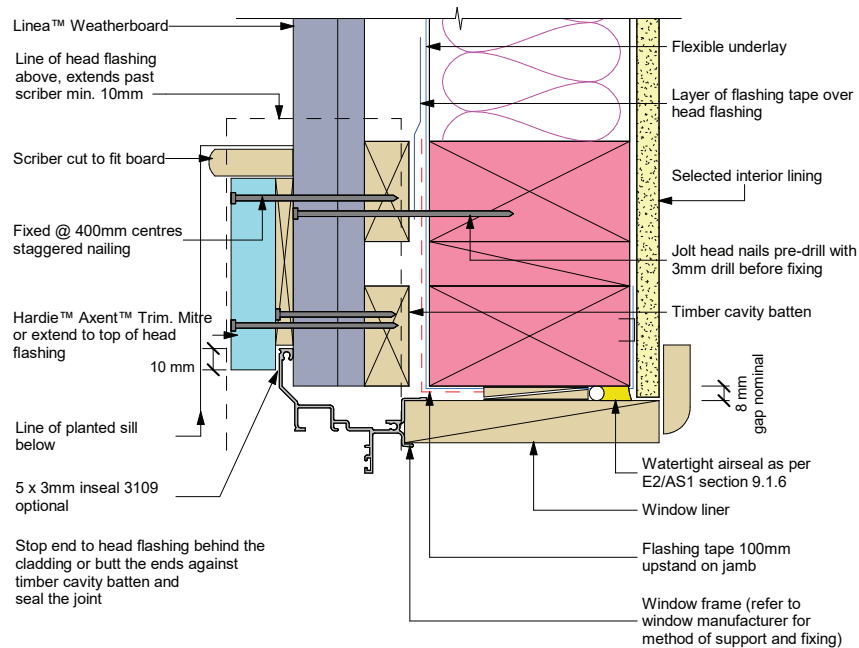 Linea™ Weatherboard
Line of head flashing
above, extends past
scriber min. 10mm
Scriber cut to fit board
Fixed @ 400mm centres
staggered nailing
Hardie™ Axent™ Trim. Mitre
or extend to top of head
flashing
10 mm
Line of planted sill
below
5 x 3mm inseal 3109
optional
Stop end to head flashing behind the
cladding or butt the ends against
timber cavity batten and
seal the joint
Flexible underlay
Layer of flashing tape over
head flashing
Selected interior lining
Jolt head nails pre-drill with
3mm drill before fixing
Timber cavity batten
8 mm
gap nominal
Watertight airseal as per
E2/AS1 section 9.1.6
Window liner
Flashing tape 100mm
upstand on jamb
Window frame (refer to
window manufacturer for
method of support and fixing)